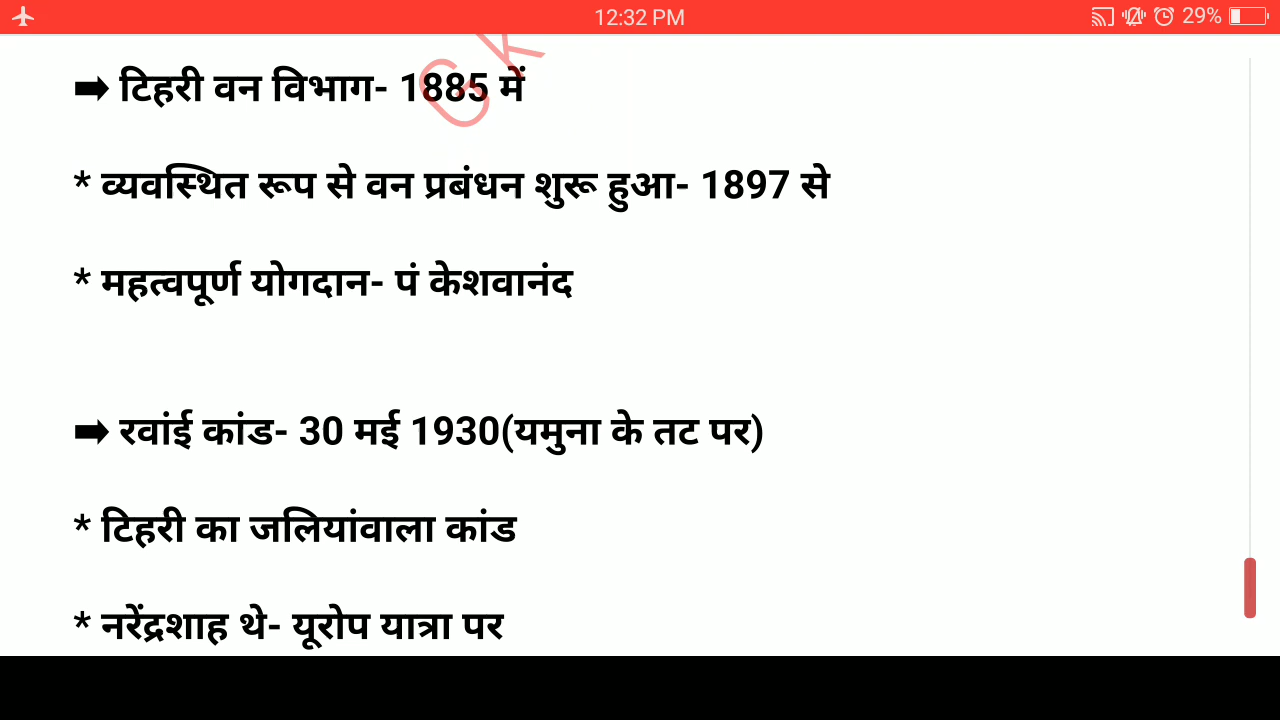 12:32 PM
29%
G K
➡ टिहरी वन विभाग- 1885 में
* व्यवस्थित रूप से वन प्रबंधन शुरू हुआ- 1897 से
* महत्वपूर्ण योगदान- पं केशवानंद
➡ रवांई कांड- 30 मई 1930(यमुना के तट पर)
* टिहरी का जलियांवाला कांड
* नरेंद्रशाह थे- यूरोप यात्रा पर